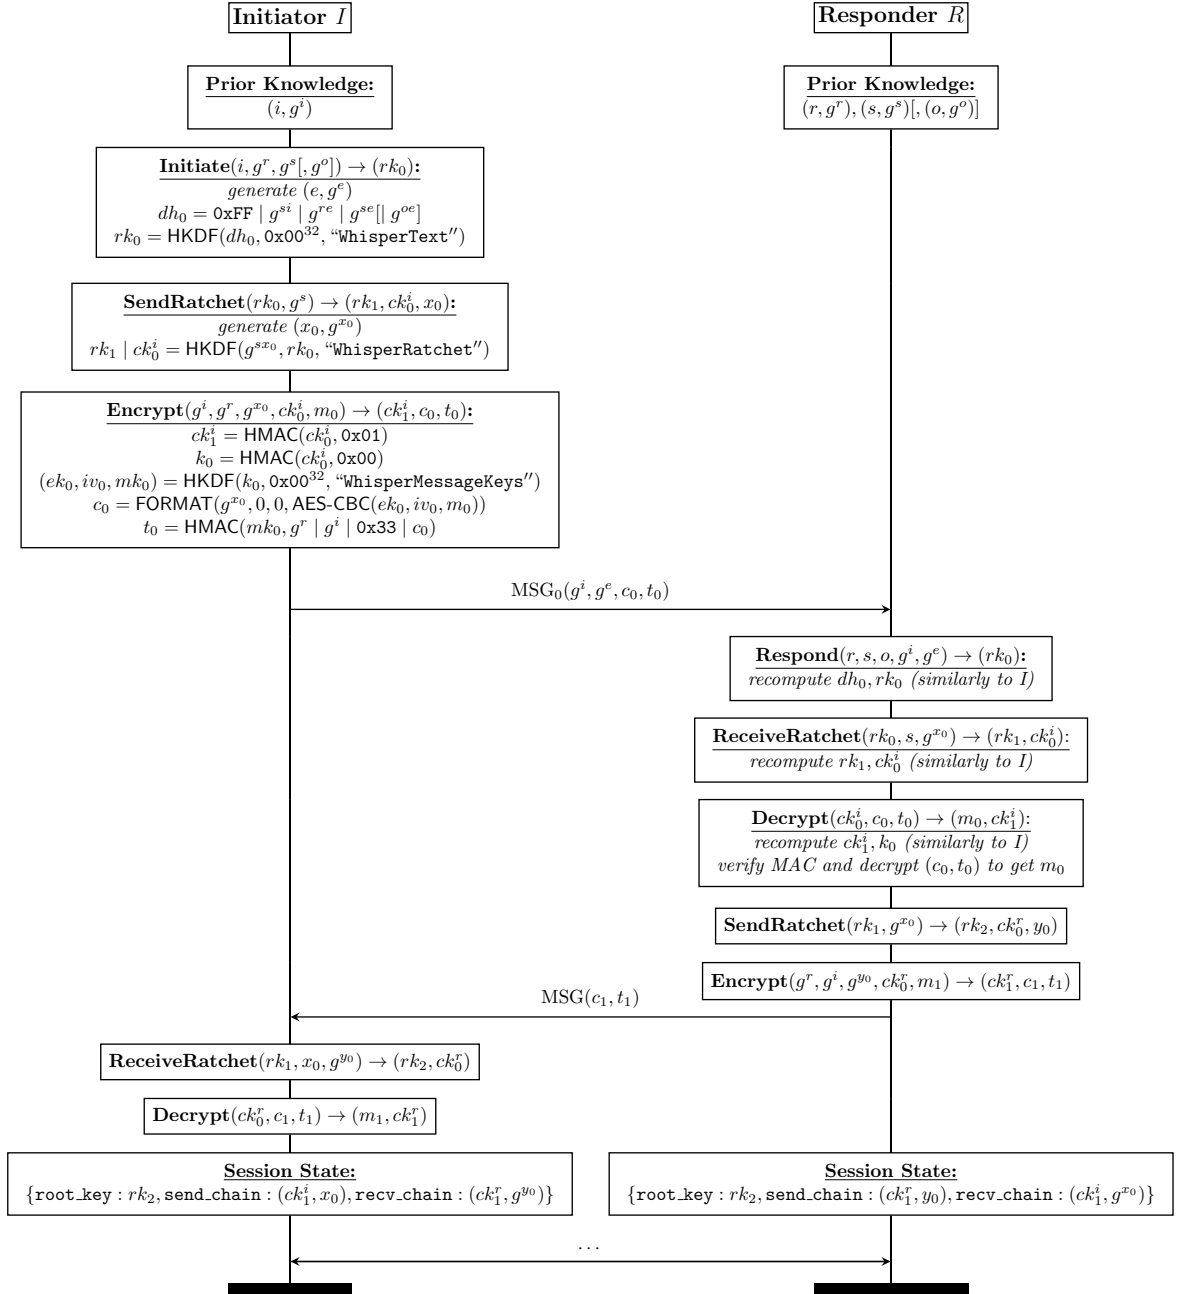 Initiator I
Responder R
Prior Knowledge:
(i, g^i)
Prior Knowledge:
(r, g^r), (s, g^s)[, (o, g^o)]
Initiate(i, g^r, g^s[, g^o]) → (rk_0):
generate (e, g^e)
dh_0 = 0xFF | g^{si} | g^{re} | g^{se}[| g^{oe}]
rk_0 = HKDF(dh_0, 0x00^{32}, “WhisperText”)
SendRatchet(rk_0, g^s) → (rk_1, ck_0^i, x_0):
generate (x_0, g^{x_0})
rk_1 | ck_0^i = HKDF(g^{sx_0}, rk_0, “WhisperRatchet”)
Encrypt(g^i, g^r, g^{x_0}, ck_0^i, m_0) → (ck_1^i, c_0, t_0):
ck_1^i = HMAC(ck_0^i, 0x01)
k_0 = HMAC(ck_0^i, 0x00)
(ek_0, iv_0, mk_0) = HKDF(k_0, 0x00^{32}, “WhisperMessageKeys”)
c_0 = FORMAT(g^{x_0}, 0, 0, AES-CBC(ek_0, iv_0, m_0))
t_0 = HMAC(mk_0, g^r | g^i | 0x33 | c_0)
MSG_0(g^i, g^e, c_0, t_0)
Respond(r, s, o, g^i, g^e) → (rk_0):
recompute dh_0, rk_0 (similarly to I)
ReceiveRatchet(rk_0, s, g^{x_0}) → (rk_1, ck_0^i):
recompute rk_1, ck_0^i (similarly to I)
Decrypt(ck_0^i, c_0, t_0) → (m_0, ck_1^i):
recompute ck_1^i, k_0 (similarly to I)
verify MAC and decrypt (c_0, t_0) to get m_0
SendRatchet(rk_1, g^{x_0}) → (rk_2, ck_0^r, y_0)
Encrypt(g^r, g^i, g^{y_0}, ck_0^r, m_1) → (ck_1^r, c_1, t_1)
MSG(c_1, t_1)
ReceiveRatchet(rk_1, x_0, g^{y_0}) → (rk_2, ck_0^r)
Decrypt(ck_0^r, c_1, t_1) → (m_1, ck_1^r)
Session State:
{root_key : rk_2, send_chain : (ck_1^i, x_0), recv_chain : (ck_1^r, g^{y_0})}
Session State:
{root_key : rk_2, send_chain : (ck_1^r, y_0), recv_chain : (ck_1^i, g^{x_0})}
...